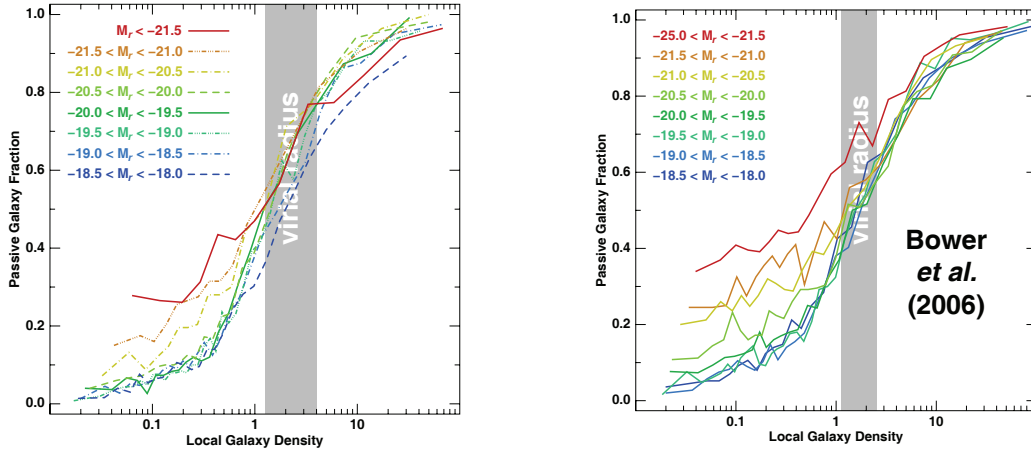 1.0
0.8
0.6
0.4
0.2
0.0
Passive Galaxy Fraction
M_r < −21.5
−21.5 < M_r < −21.0
−21.0 < M_r < −20.5
−20.5 < M_r < −20.0
−20.0 < M_r < −19.5
−19.5 < M_r < −19.0
−19.0 < M_r < −18.5
−18.5 < M_r < −18.0
virial radius
0.1 1 10
Local Galaxy Density
1.0
0.8
0.6
0.4
0.2
0.0
Passive Galaxy Fraction
−25.0 < M_r < −21.5
−21.5 < M_r < −21.0
−21.0 < M_r < −20.5
−20.5 < M_r < −20.0
−20.0 < M_r < −19.5
−19.5 < M_r < −19.0
−19.0 < M_r < −18.5
−18.5 < M_r < −18.0
virial radius
Bower
et al.
(2006)
0.1 1 10
Local Galaxy Density